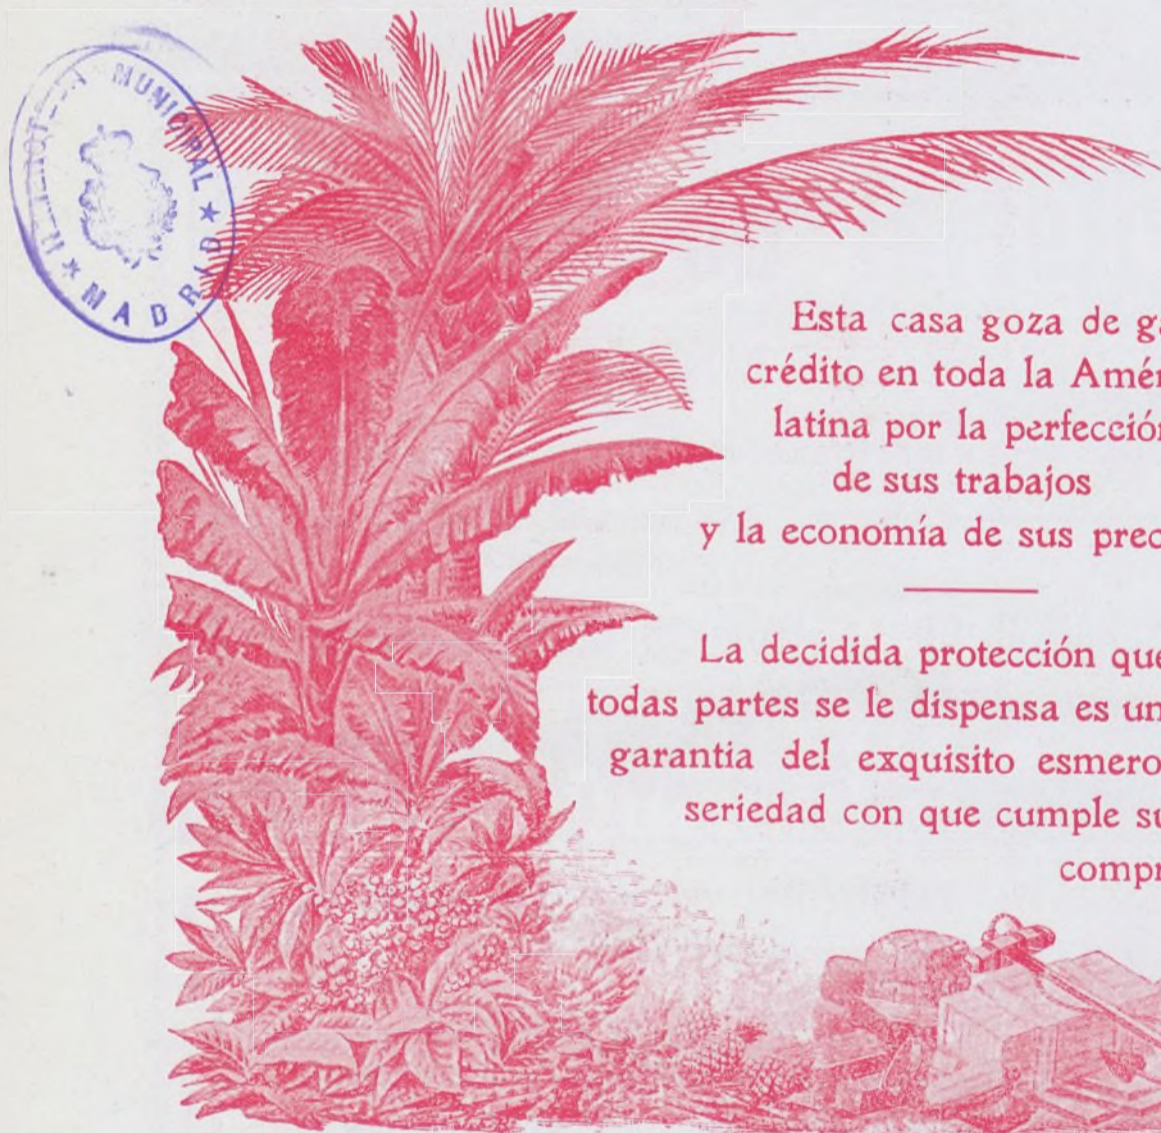 HEMEROTECA MUNICIPAL
★ MADRID ★
Esta casa goza de ga
crédito en toda la Amér
latina por la perfección
de sus trabajos
y la economía de sus prec
La decidida protección que
todas partes se le dispensa es un
garantia del exquisito esmero
seriedad con que cumple su
compr